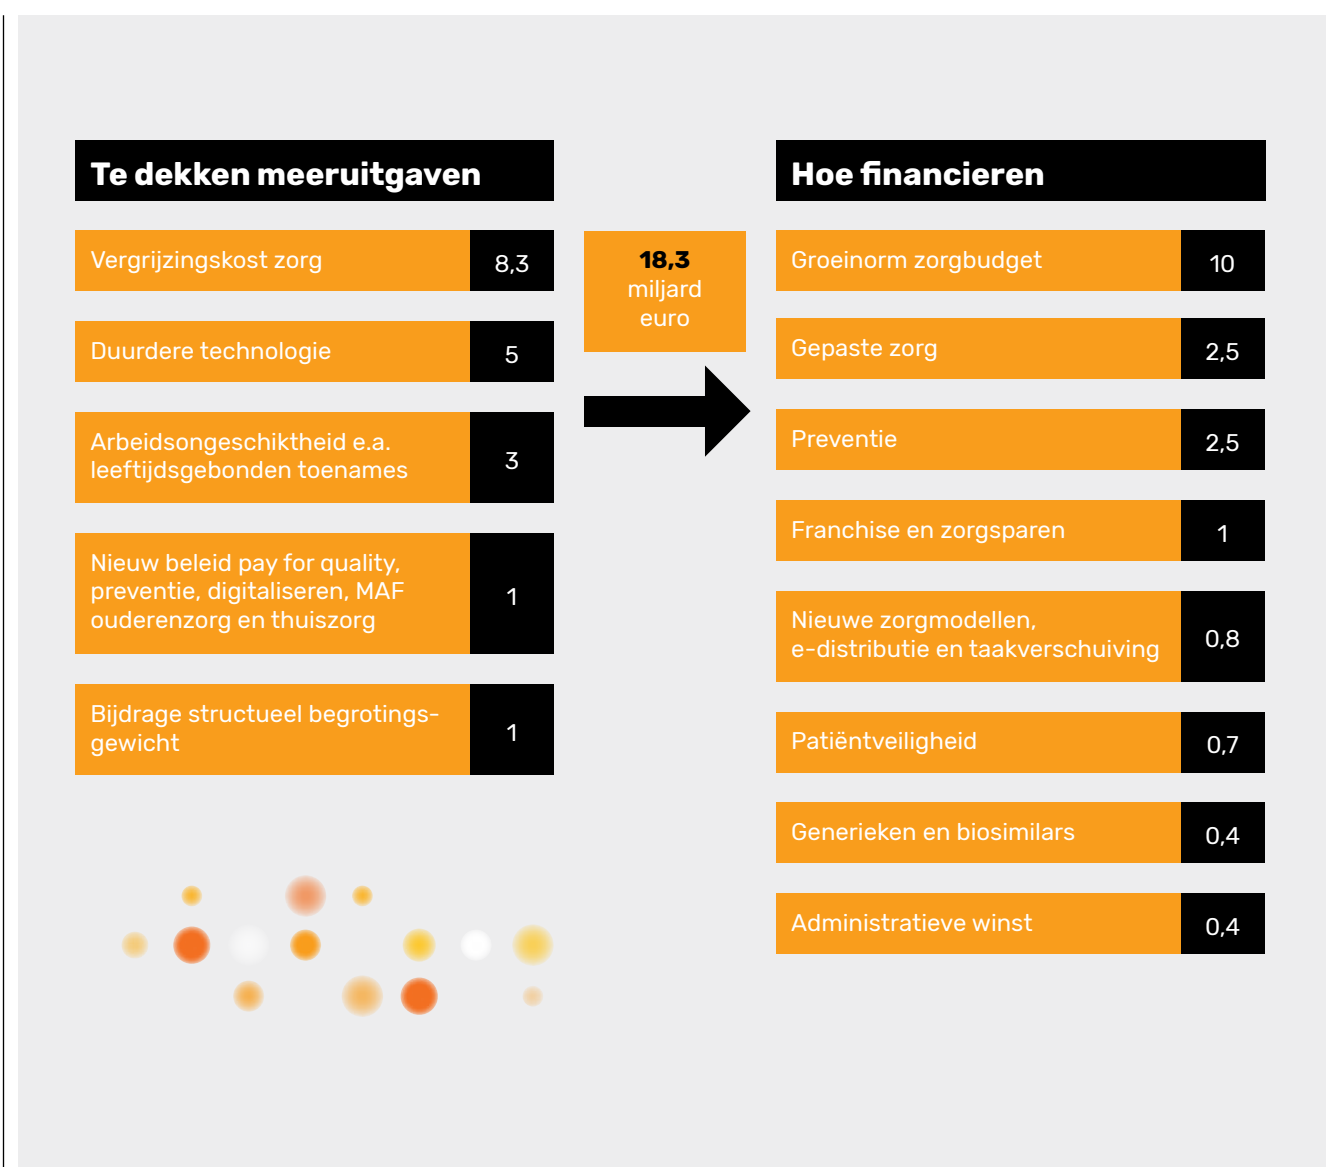 Te dekken meeruitgaven
Vergrijzingskost zorg
8,3
Duurdere technologie
5
Arbeidsongeschiktheid e.a.
leeftijdsgebonden toenames
3
Nieuw beleid pay for quality,
preventie, digitaliseren, MAF
ouderenzorg en thuiszorg
1
Bijdrage structueel begrotings-
gewicht
1
18,3
miljard
euro
Hoe financieren
Groeinorm zorgbudget
10
Gepaste zorg
2,5
Preventie
2,5
Franchise en zorgsparen
1
Nieuwe zorgmodellen,
e-distributie en taakverschuiving
0,8
Patiëntveiligheid
0,7
Generieken en biosimilars
0,4
Administratieve winst
0,4